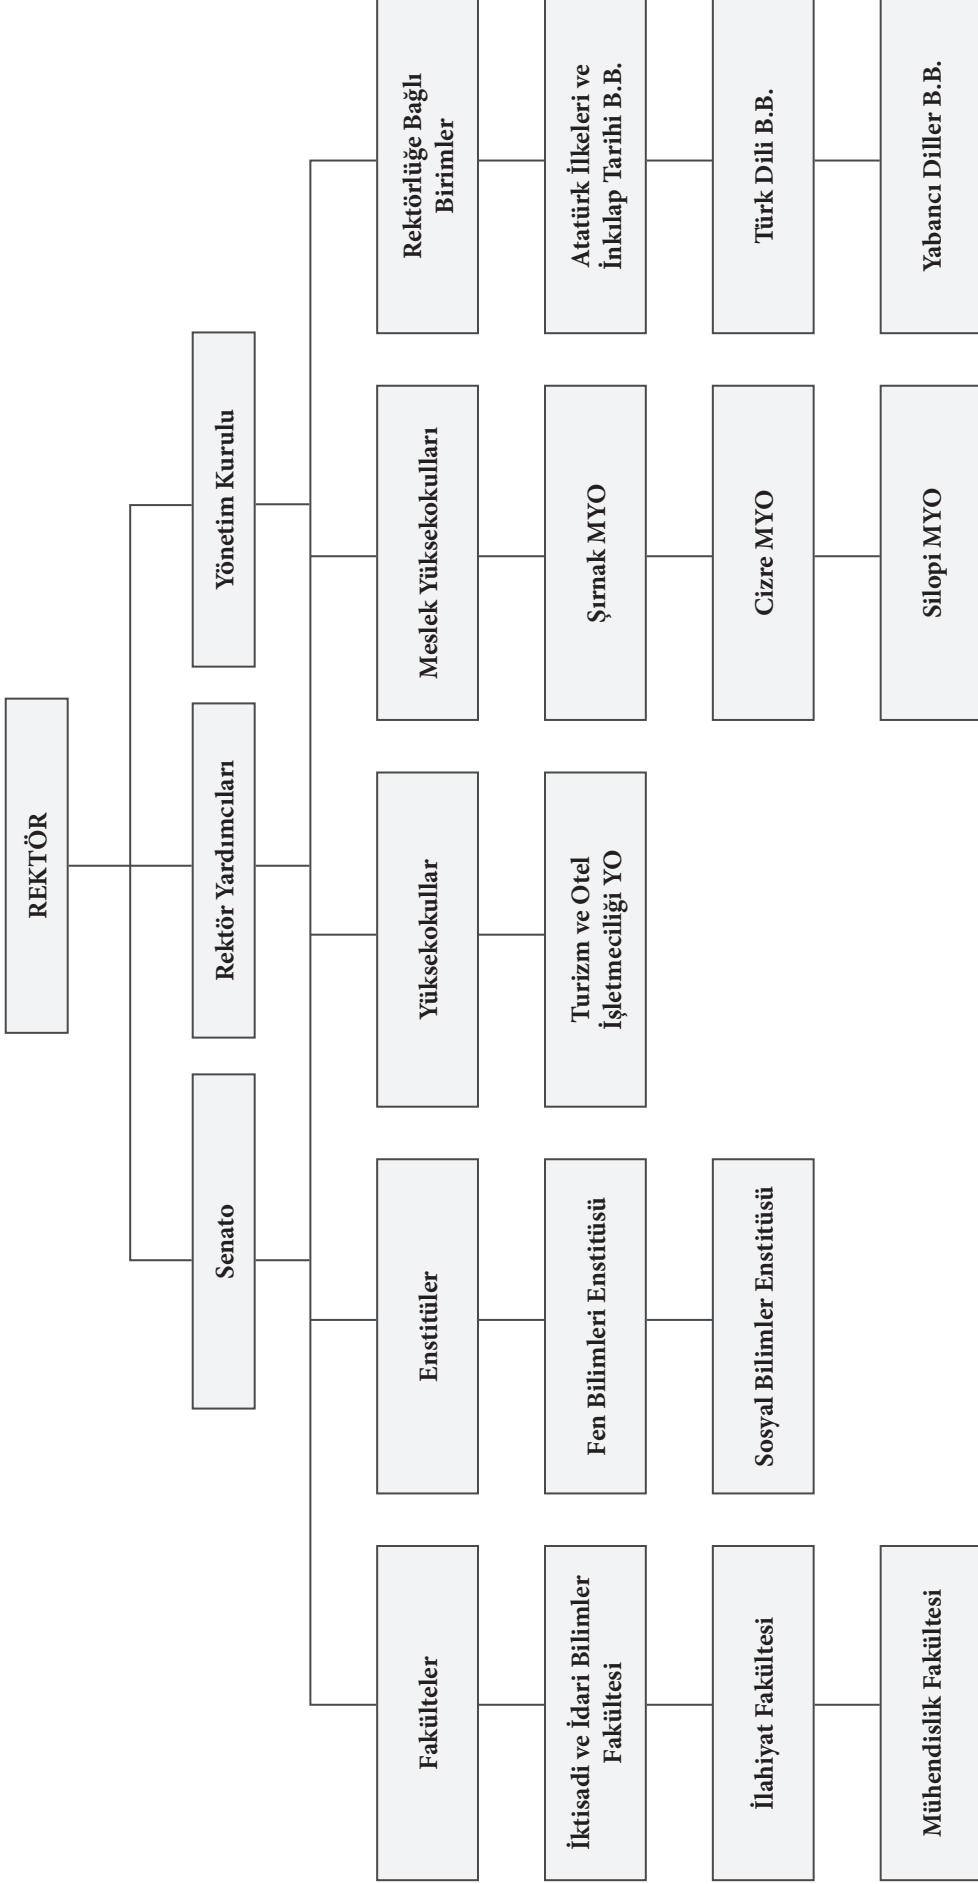 REKTÖR
Senato
Rektör Yardımcıları
Yönetim Kurulu
Fakülteler
Enstitüler
Yüksekokullar
Meslek Yüksekokulları
Rektörlüğe Bağlı
Birimler
İktisadi ve İdari Bilimler
Fakültesi
Fen Bilimleri Enstitüsü
Turizm ve Otel
İşletmeciliği YO
Şırnak MYO
Atatürk İlkeleri ve
İnkılap Tarihi B.B.
İlahiyat Fakültesi
Sosyal Bilimler Enstitüsü
Cizre MYO
Türk Dili B.B.
Mühendislik Fakültesi
Silopi MYO
Yabancı Diller B.B.